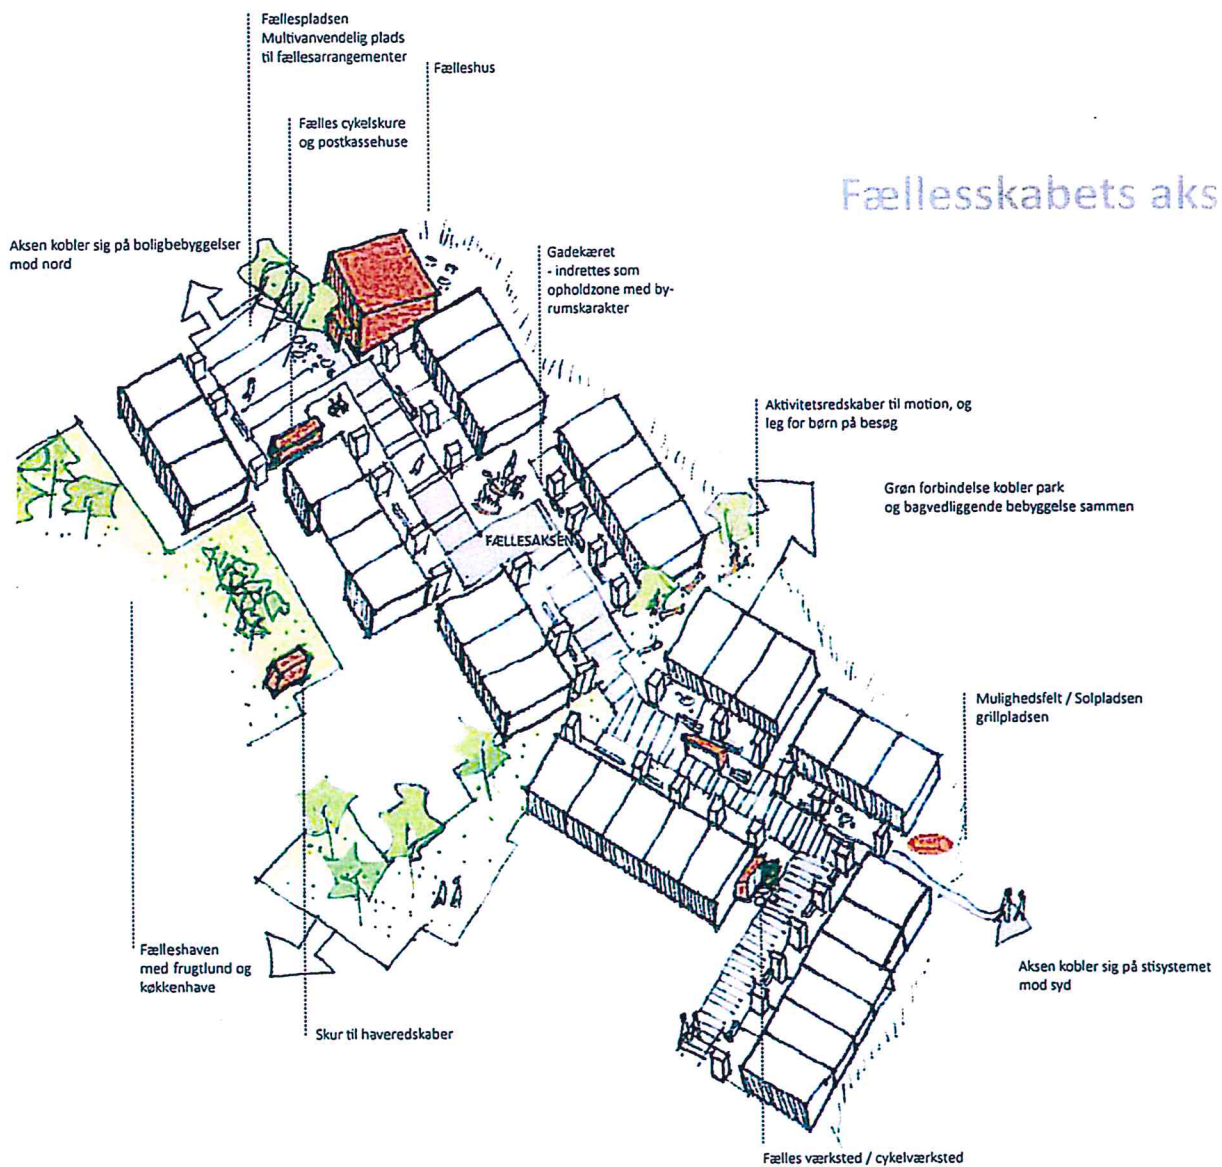 Fællespladsen
Multivanvendelig plads
til fællesarrangementer
Fælleshus
Fælles cykelskure
og postkassehuse
Fællesskabets aks
Aksen kobler sig på boligbebyggelser
mod nord
Gadekæret
- indrettes som
opholdzone med by-
rumskarakter
Aktivitetsredskaber til motion, og
leg for børn på besøg
Grøn forbindelse kobler park
og bagvedliggende bebyggelse sammen
FÆLLESAKSEN
Mulighedsfelt / Solpladsen
grillpladsen
Fælleshaven
med frugtlund og
køkkenhave
Aksen kobler sig på stisystemet
mod syd
Skur til haveredskaber
Fælles værksted / cykelværksted